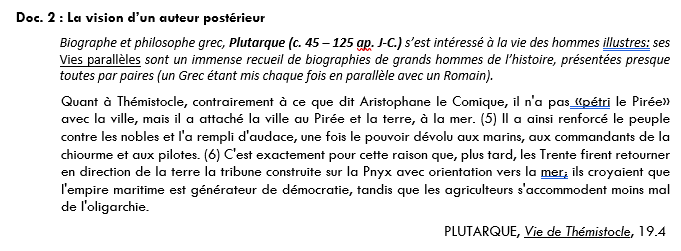 Doc. 2 : La vision d’un auteur postérieur
Biographe et philosophe grec, Plutarque (c. 45 – 125 ap. J-C.) s’est intéressé à la vie des hommes illustres: ses
Vies parallèles sont un immense recueil de biographies de grands hommes de l’histoire, présentées presque
toutes par paires (un Grec étant mis chaque fois en parallèle avec un Romain).
Quant à Thémistocle, contrairement à ce que dit Aristophane le Comique, il n'a pas «pétri le Pirée»
avec la ville, mais il a attaché la ville au Pirée et la terre, à la mer. (5) Il a ainsi renforcé le peuple
contre les nobles et l'a rempli d'audace, une fois le pouvoir dévolu aux marins, aux commandants de la
chiourme et aux pilotes. (6) C'est exactement pour cette raison que, plus tard, les Trente firent retourner
en direction de la terre la tribune construite sur la Pnyx avec orientation vers la mer; ils croyaient que
l'empire maritime est générateur de démocratie, tandis que les agriculteurs s'accommodent moins mal
de l'oligarchie.
PLUTARQUE, Vie de Thémistocle, 19.4